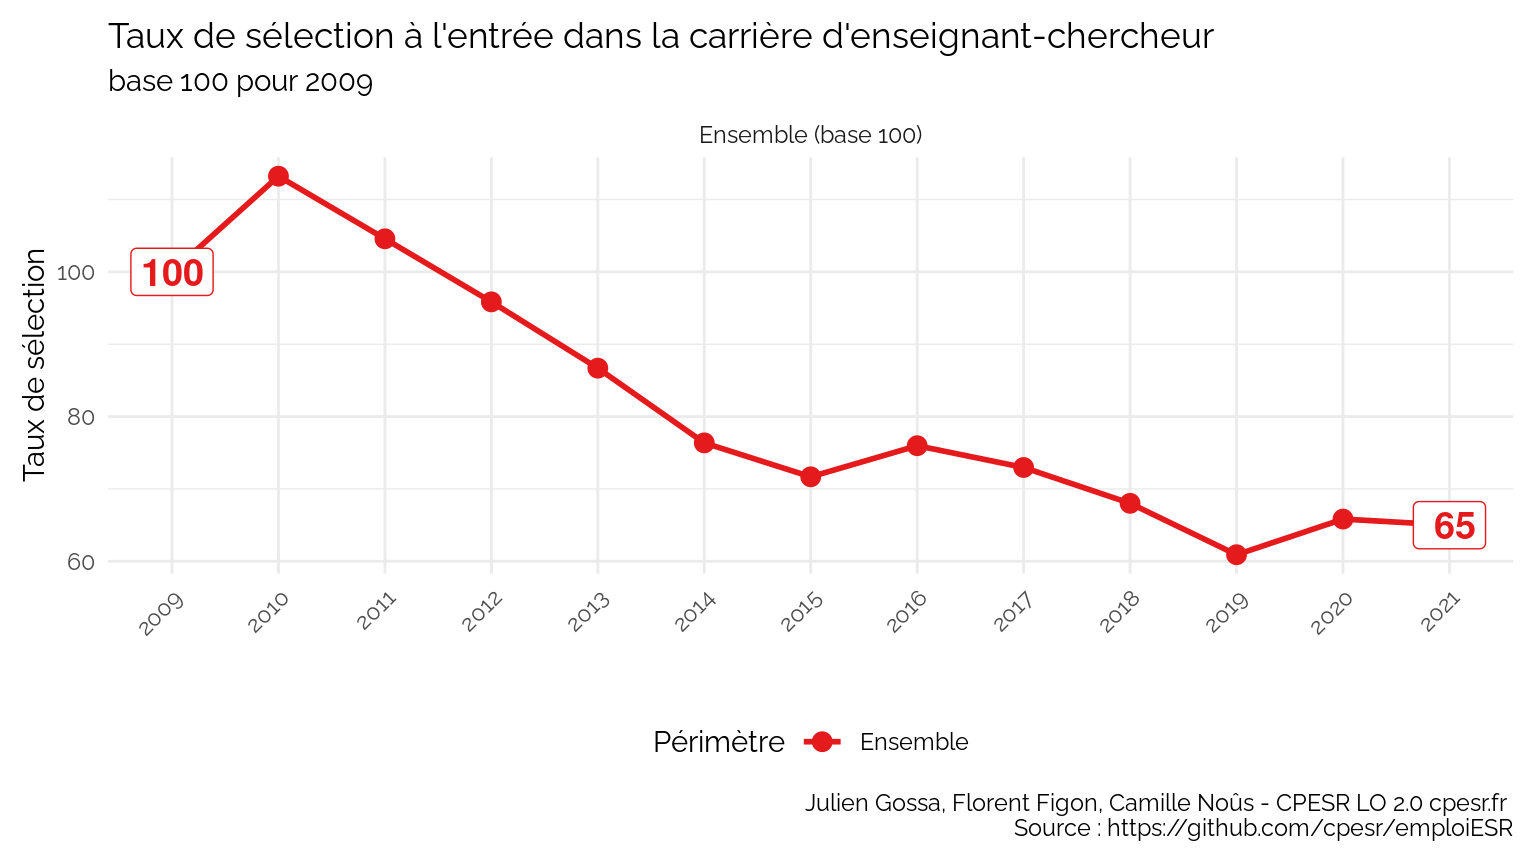 Taux de sélection à l'entrée dans la carrière d'enseignant-chercheur
base 100 pour 2009
Ensemble (base 100)
Taux de sélection
100
80
60
100
65
2009
2010
2011
2012
2013
2014
2015
2016
2017
2018
2019
2020
2021
Périmètre
Ensemble
Julien Gossa, Florent Figon, Camille Noûs - CPESR LO 2.0 cpesr.fr
Source : https://github.com/cpesr/emploiESR